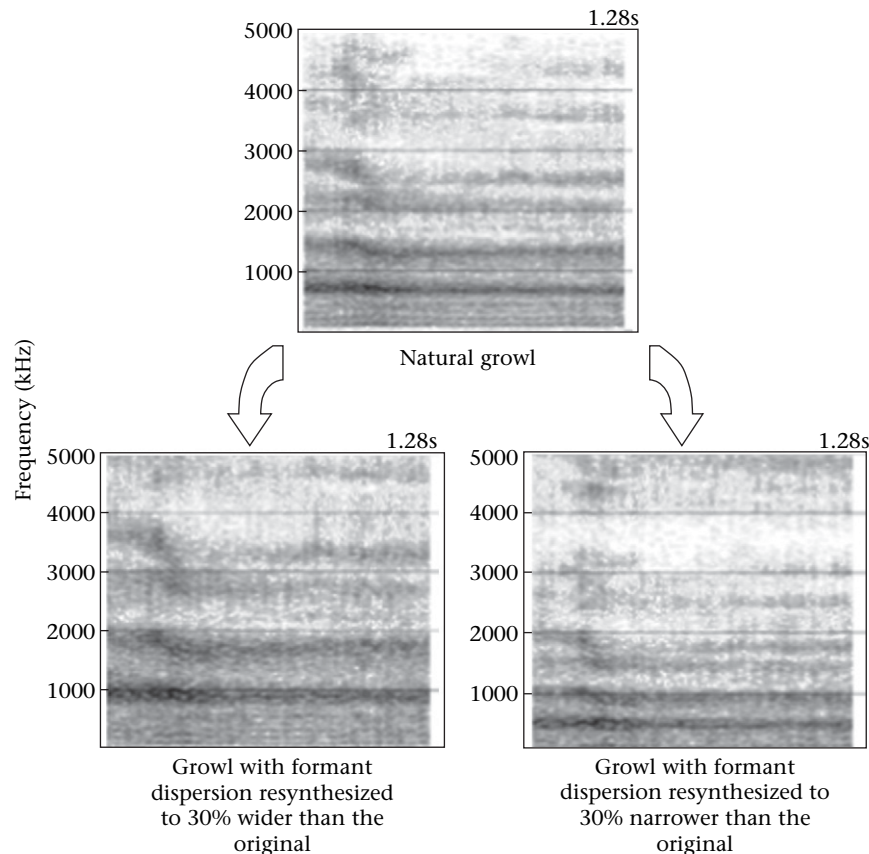 1.28s
5000
4000
3000
2000
1000
Natural growl
Frequency (kHz)
1.28s
5000
4000
3000
2000
1000
Growl with formant
dispersion resynthesized
to 30% wider than the
original
1.28s
5000
4000
3000
2000
1000
Growl with formant
dispersion resynthesized to
30% narrower than the
original